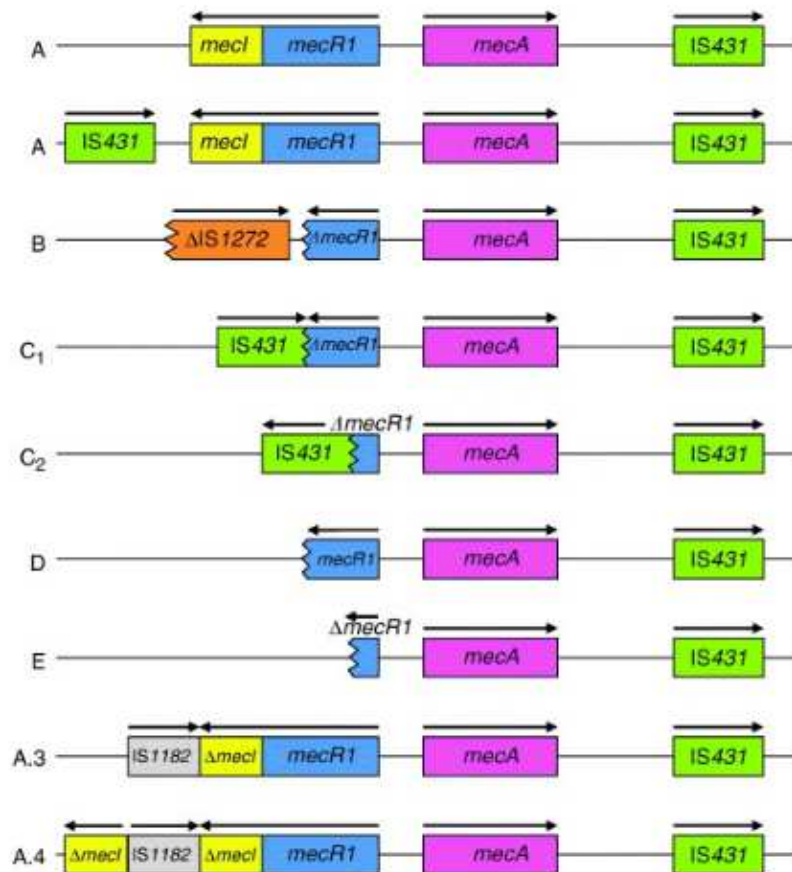 A mecI mecR1 mecA IS431
A IS431 mecI mecR1 mecA IS431
B ΔIS1272 ΔmecR1 mecA IS431
C1 IS431 ΔmecR1 mecA IS431
ΔmecR1
C2 IS431 mecA IS431
D mecR1 mecA IS431
ΔmecR1
E mecA IS431
A.3 IS1182 ΔmecI mecR1 mecA IS431
A.4 ΔmecI IS1182 ΔmecI mecR1 mecA IS431